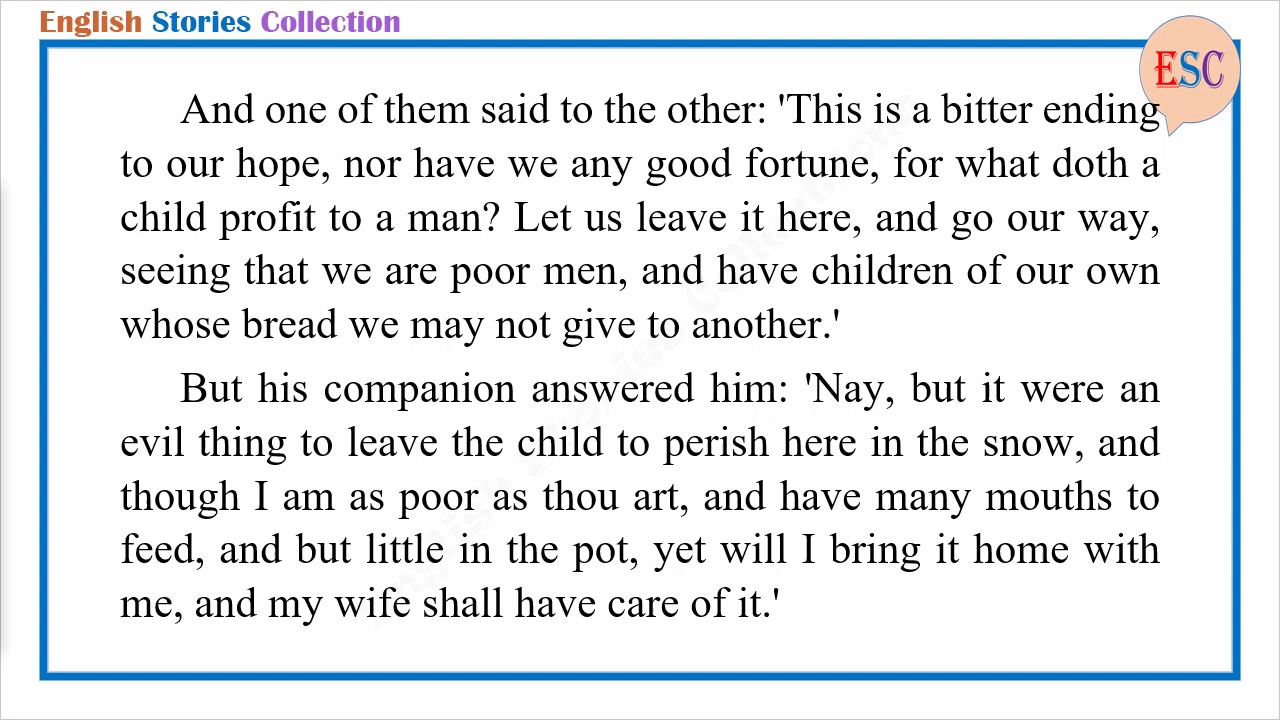 English Stories Collection
ESC
And one of them said to the other: 'This is a bitter ending
to our hope, nor have we any good fortune, for what doth a
child profit to a man? Let us leave it here, and go our way,
seeing that we are poor men, and have children of our own
whose bread we may not give to another.'
But his companion answered him: 'Nay, but it were an
evil thing to leave the child to perish here in the snow, and
though I am as poor as thou art, and have many mouths to
feed, and but little in the pot, yet will I bring it home with
me, and my wife shall have care of it.'